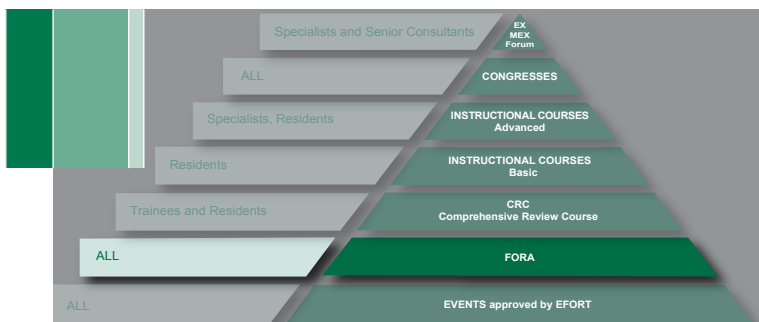 Specialists and Senior Consultants
EX
MEX
Forum
ALL
CONGRESSES
Specialists, Residents
INSTRUCTIONAL COURSES
Advanced
Residents
INSTRUCTIONAL COURSES
Basic
Trainees and Residents
CRC
Comprehensive Review Course
ALL
FORA
ALL
EVENTS approved by EFORT